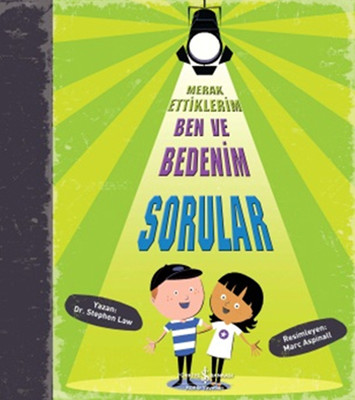 MERAK
ETTİKLERİM
BEN VE
BEDENİM
SORULAR
Yazan:
Dr. Stephen Law
Resimleyen:
Marc Aspinall